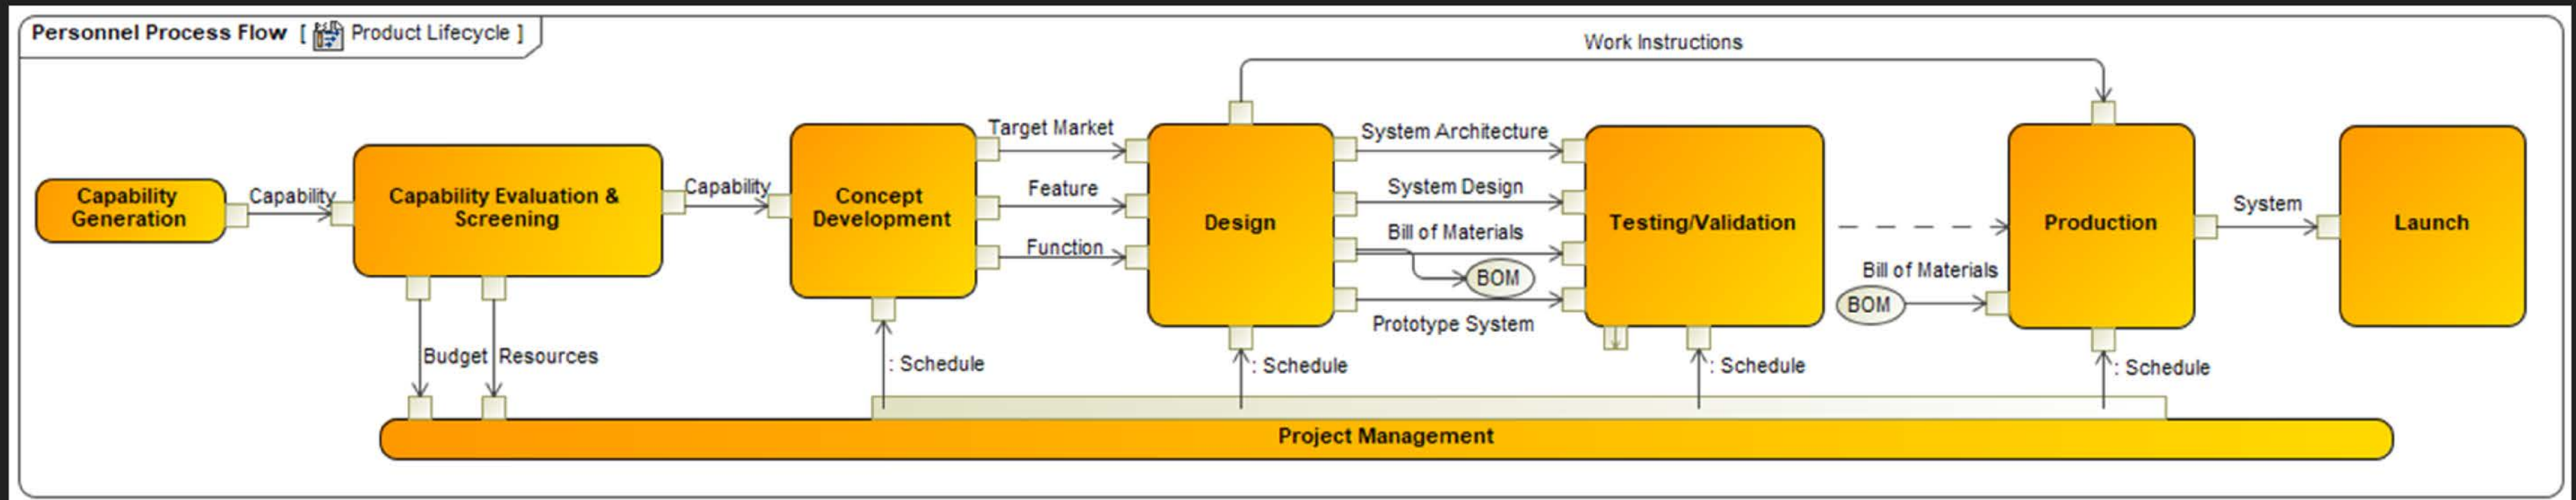 Personnel Process Flow [ Product Lifecycle ]
Work Instructions
Capability
Generation
Capability
Capability Evaluation &
Screening
Capability
Concept
Development
Target Market
Feature
Function
Design
System Architecture
System Design
Bill of Materials
BOM
Prototype System
Testing/Validation
Bill of Materials
BOM
Production
System
Launch
Budget
Resources
: Schedule
: Schedule
: Schedule
: Schedule
Project Management